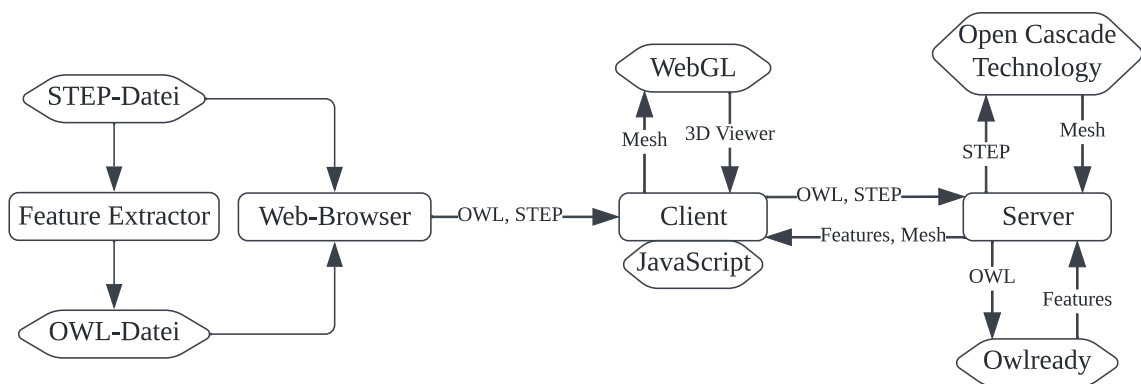 STEP-Datei
Feature Extractor
OWL-Datei
Web-Browser
OWL, STEP
WebGL
Mesh
3D Viewer
Client
JavaScript
OWL, STEP
Features, Mesh
Open Cascade
Technology
STEP
Mesh
Server
OWL
Features
Owlready